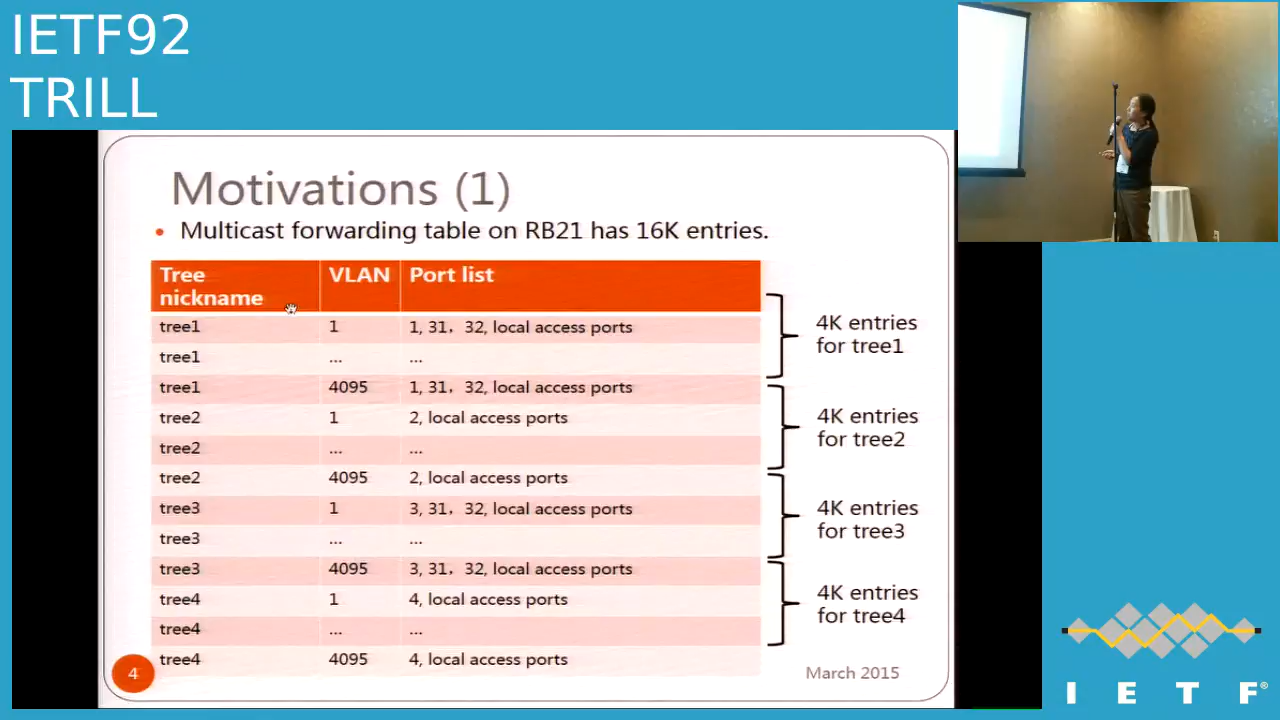 IETF92
TRILL
Motivations (1)
• Multicast forwarding table on RB21 has 16K entries.
Tree nickname VLAN Port list
tree1 1 1, 31, 32, local access ports
tree1 ... ...
tree1 4095 1, 31, 32, local access ports
tree2 1 2, local access ports
tree2 ... ...
tree2 4095 2, local access ports
tree3 1 3, 31, 32, local access ports
tree3 ... ...
tree3 4095 3, 31, 32, local access ports
tree4 1 4, local access ports
tree4 ... ...
tree4 4095 4, local access ports
4K entries
for tree1
4K entries
for tree2
4K entries
for tree3
4K entries
for tree4
4
March 2015
I E T F®